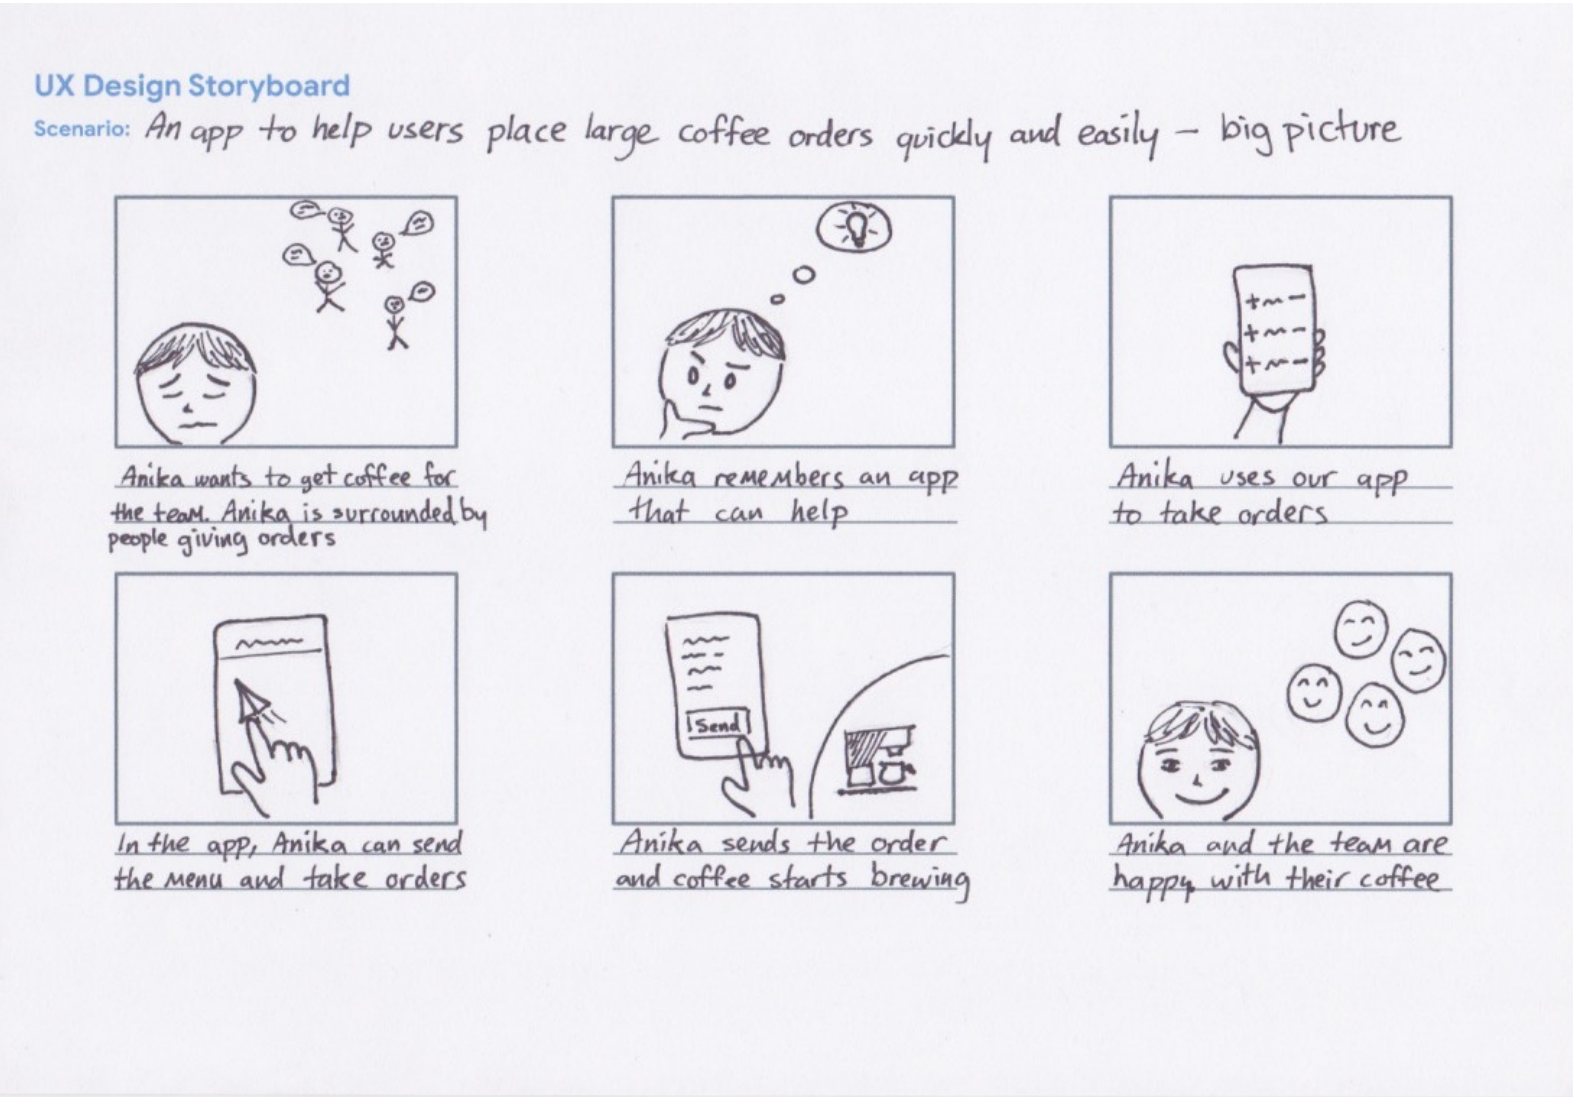 UX Design Storyboard
Scenario: An app to help users place large coffee orders quickly and easily – big picture
Anika wants to get coffee for
the team. Anika is surrounded by
people giving orders
Anika remembers an app
that can help
Anika uses our app
to take orders
Send
In the app, Anika can send
the menu and take orders
Anika sends the order
and coffee starts brewing
Anika and the team are
happy with their coffee